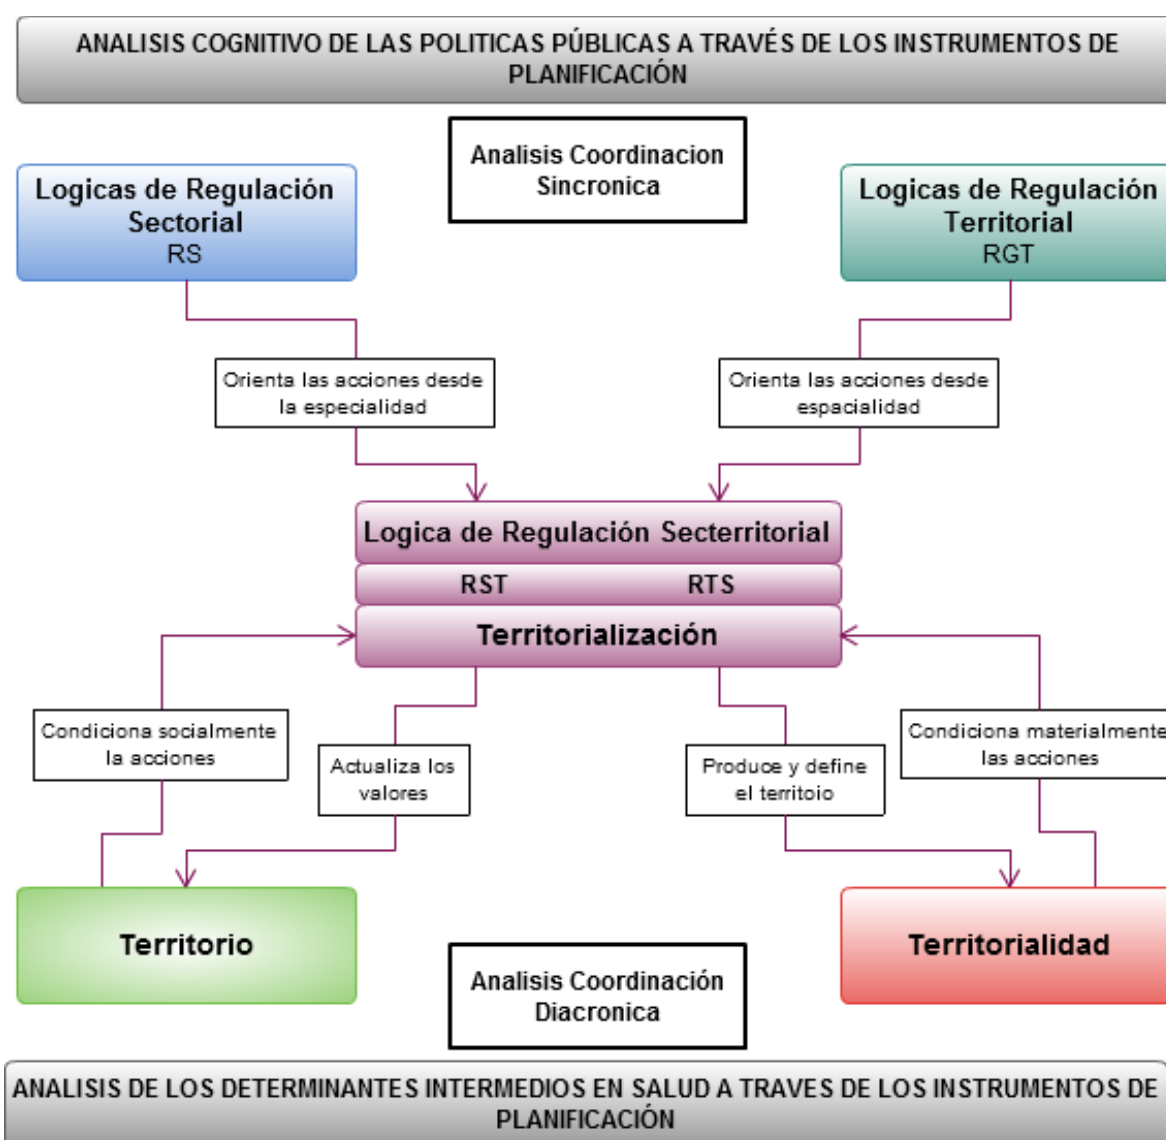 ANALISIS COGNITIVO DE LAS POLITICAS PÚBLICAS A TRAVÉS DE LOS INSTRUMENTOS DE
PLANIFICACIÓN
Analisis Coordinacion
Sincronica
Logicas de Regulación
Sectorial
RS
Logicas de Regulación
Territorial
RGT
Orienta las acciones desde
la especialidad
Orienta las acciones desde
espacialidad
Logica de Regulación Secterritorial
RST RTS
Territorialización
Condiciona socialmente
la acciones
Actualiza los
valores
Produce y define
el territoio
Condiciona materialmente
las acciones
Territorio
Territorialidad
Analisis Coordinación
Diacronica
ANALISIS DE LOS DETERMINANTES INTERMEDIOS EN SALUD A TRAVES DE LOS INSTRUMENTOS DE
PLANIFICACIÓN